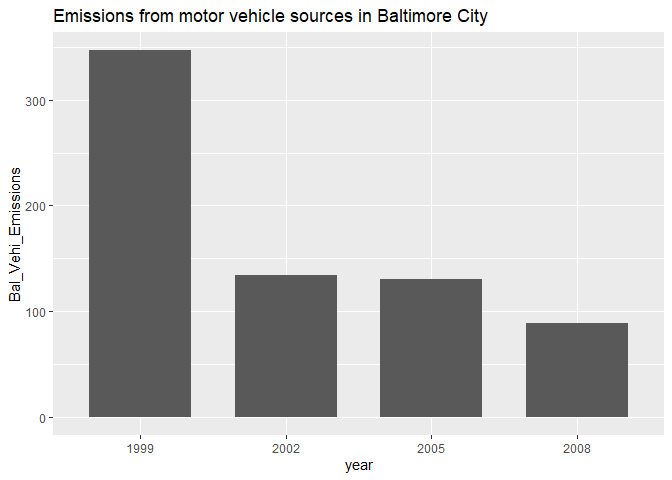 Emissions from motor vehicle sources in Baltimore City
Bal_Vehi_Emissions
300
200
100
0
1999 2002 2005 2008
year